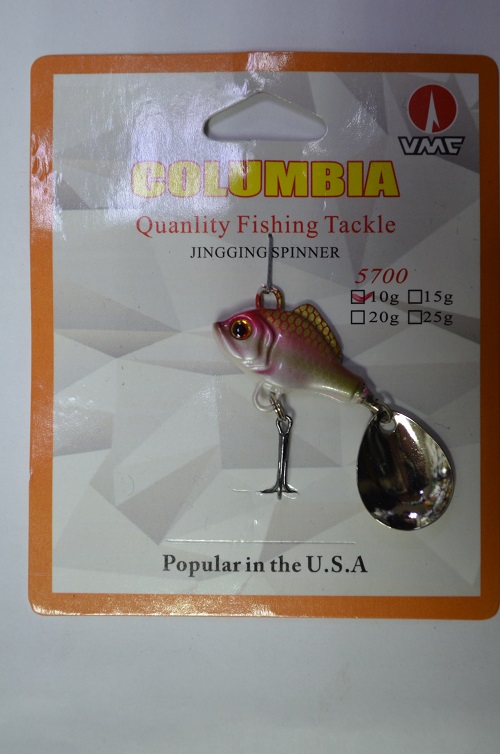 VMC
COLUMBIA
Quanlity Fishing Tackle
JINGGING SPINNER
5700
10g 15g
20g 25g
Popular in the U.S.A